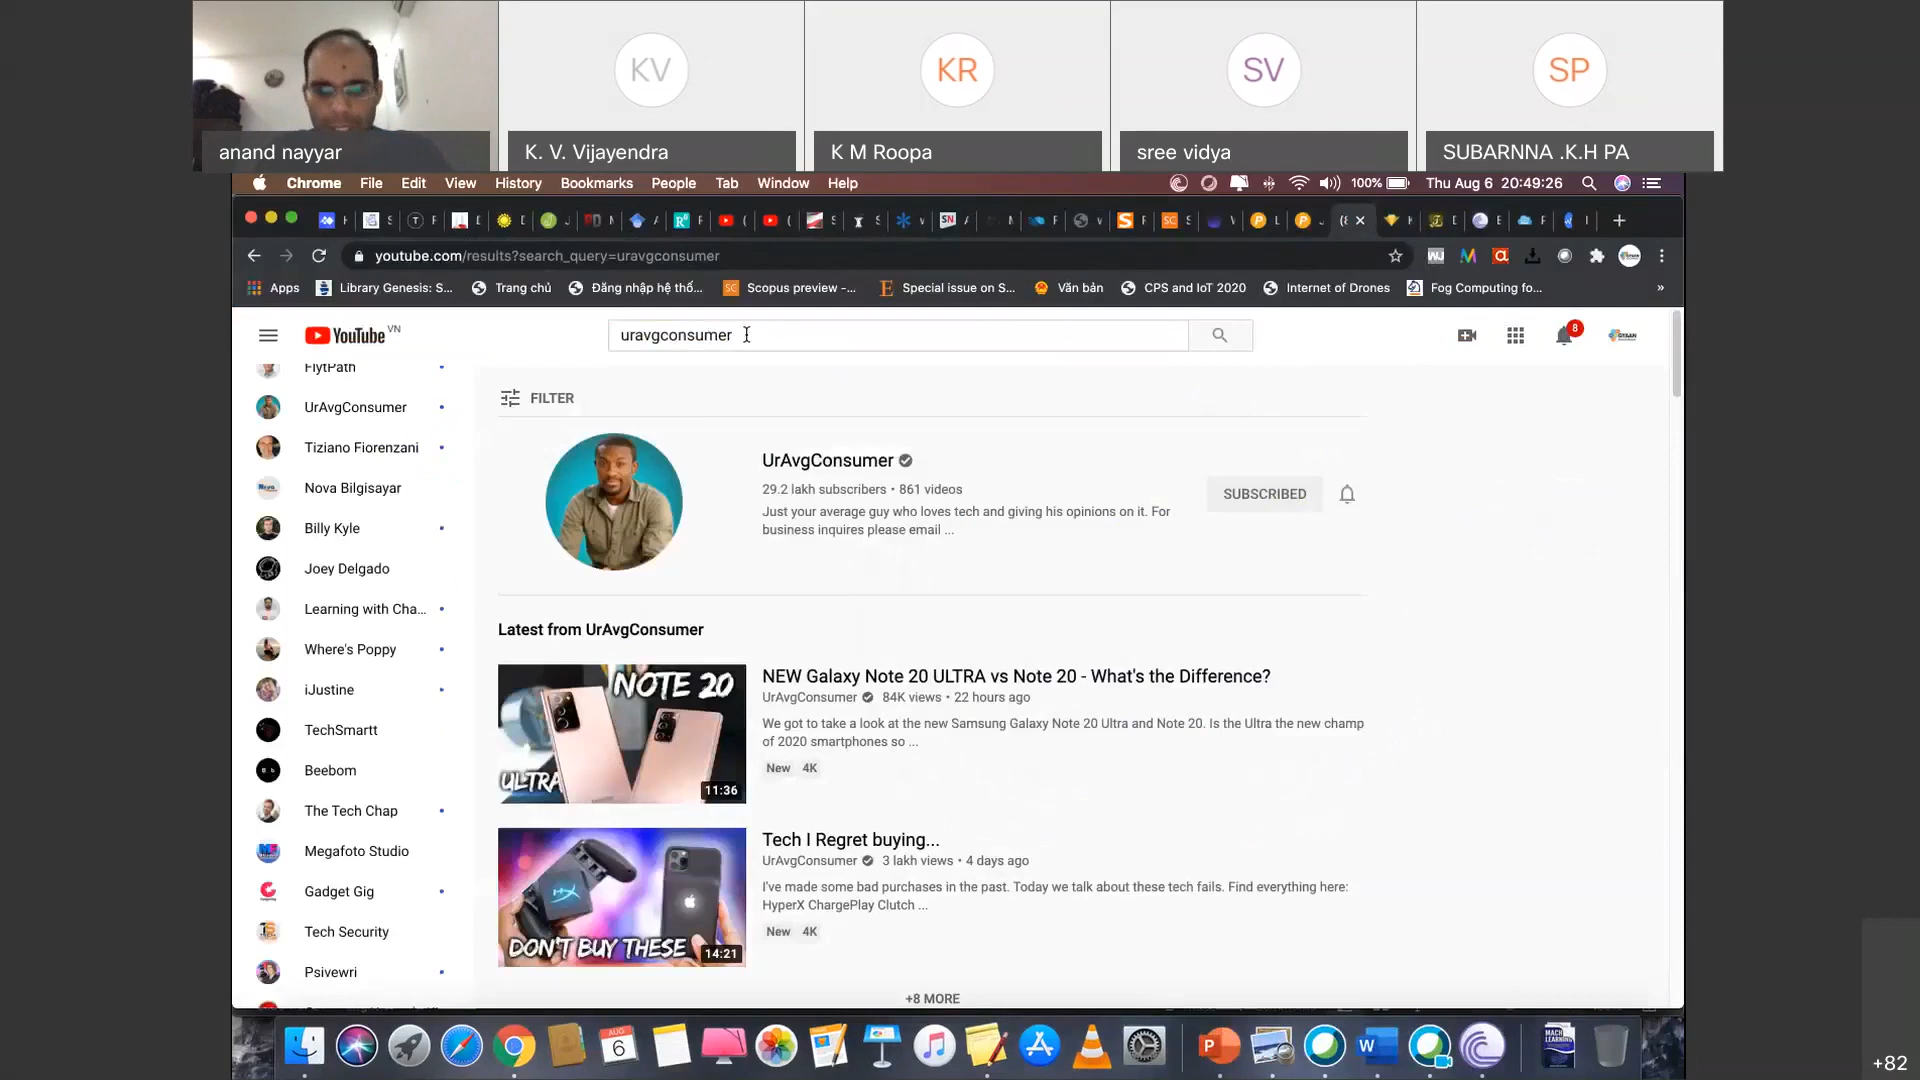 KV
KR
SV
SP
anand nayyar
K. V. Vijayendra
K M Roopa
sree vidya
SUBARNNA .K.H PA
Chrome File Edit View History Bookmarks People Tab Window Help
100% Thu Aug 6 20:49:26
youtube.com/results?search_query=uravgconsumer
Apps Library Genesis: S... Trang chủ Đăng nhập hệ thố... Scopus preview -... Special issue on S... Văn bản CPS and IoT 2020 Internet of Drones Fog Computing fo... »
YouTube VN
uravgconsumer
8
FlytPath
UrAvgConsumer
Tiziano Fiorenzani
Nova Bilgisayar
Billy Kyle
Joey Delgado
Learning with Cha...
Where's Poppy
iJustine
TechSmartt
Beebom
The Tech Chap
Megafoto Studio
Gadget Gig
Tech Security
Psivewri
FILTER
UrAvgConsumer
29.2 lakh subscribers • 861 videos
Just your average guy who loves tech and giving his opinions on it. For
business inquires please email ...
SUBSCRIBED
Latest from UrAvgConsumer
NOTE 20
ULTRA
11:36
NEW Galaxy Note 20 ULTRA vs Note 20 - What's the Difference?
UrAvgConsumer 84K views • 22 hours ago
We got to take a look at the new Samsung Galaxy Note 20 Ultra and Note 20. Is the Ultra the new champ
of 2020 smartphones so ...
New 4K
DON'T BUY THESE
14:21
Tech I Regret buying...
UrAvgConsumer 3 lakh views • 4 days ago
I've made some bad purchases in the past. Today we talk about these tech fails. Find everything here:
HyperX ChargePlay Clutch ...
New 4K
+8 MORE
AUG
6
+82